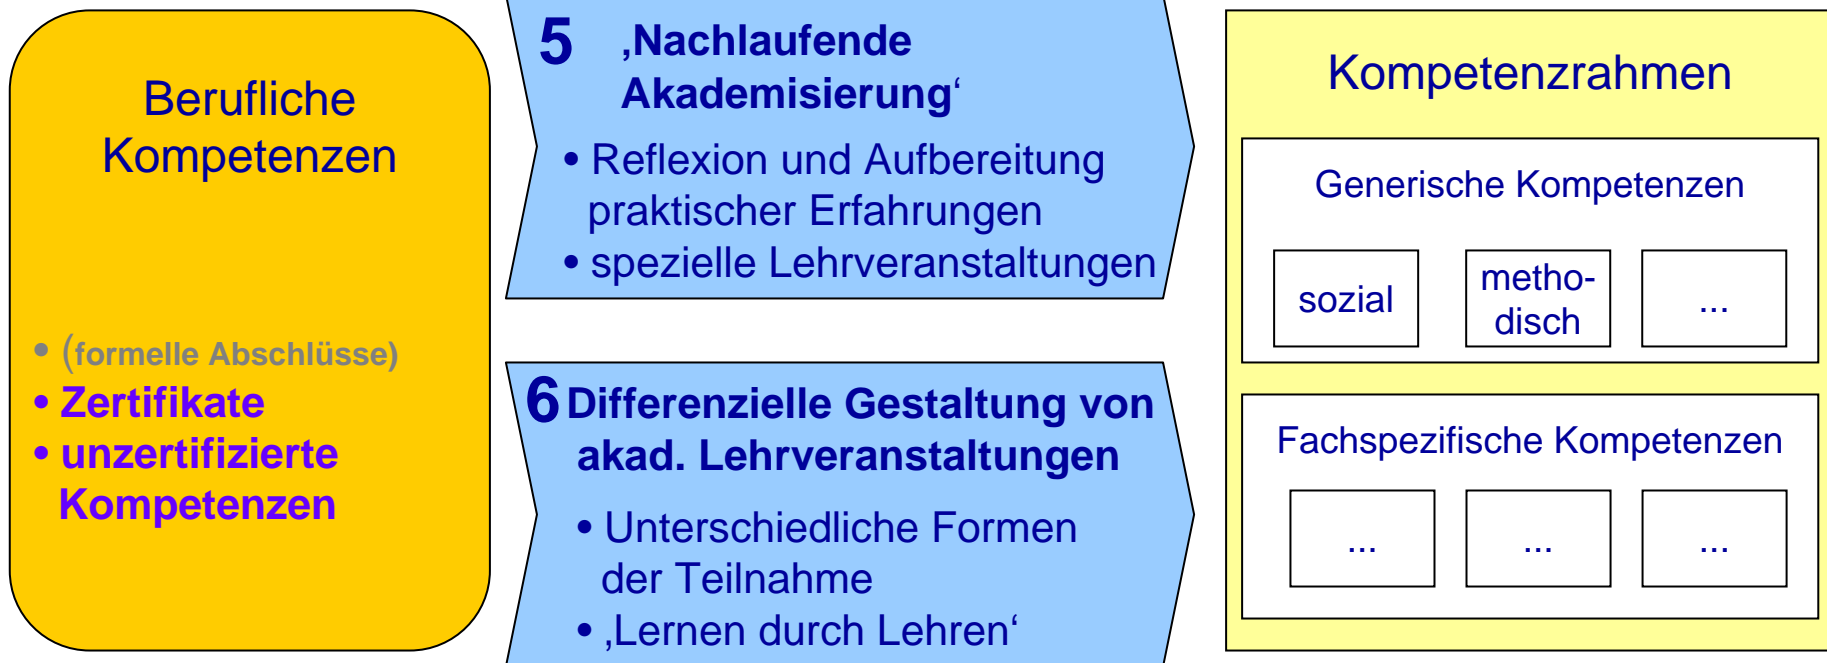 Berufliche
Kompetenzen
• (formelle Abschlüsse)
• Zertifikate
• unzertifizierte
Kompetenzen
5 ‚Nachlaufende
Akademisierung‘
• Reflexion und Aufbereitung
praktischer Erfahrungen
• spezielle Lehrveranstaltungen
6 Differenzielle Gestaltung von
akad. Lehrveranstaltungen
• Unterschiedliche Formen
der Teilnahme
• ‚Lernen durch Lehren‘
Kompetenzrahmen
Generische Kompetenzen
sozial
metho-
disch
...
Fachspezifische Kompetenzen
... ... ...